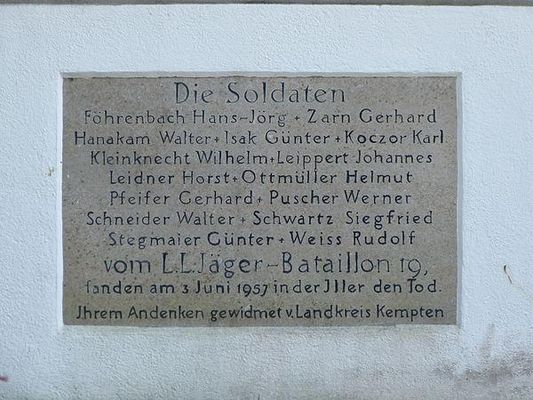 Die Soldaten
Föhrenbach Hans-Jörg + Zarn Gerhard
Hanakam Walter + Isak Günter + Koczor Karl
Kleinknecht Wilhelm + Leippert Johannes
Leidner Horst + Ottmüller Helmut
Pfeifer Gerhard + Puscher Werner
Schneider Walter + Schwartz Siegfried
Stegmaier Günter + Weiss Rudolf
vom L.L.Jäger-Bataillon 19,
fanden am 3 Juni 1957 in der Jller den Tod.
Jhrem Andenken gewidmet v. Landkreis Kempten